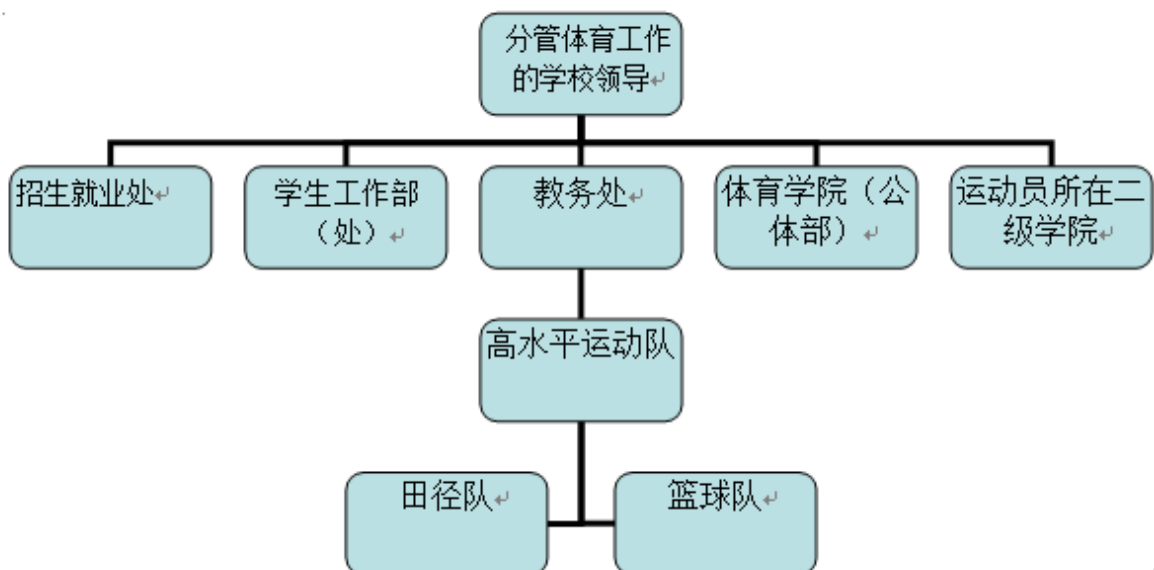 分管体育工作
的学校领导
招生就业处
学生工作部
（处）
教务处
体育学院（公
体部）
运动员所在二
级学院
高水平运动队
田径队
篮球队